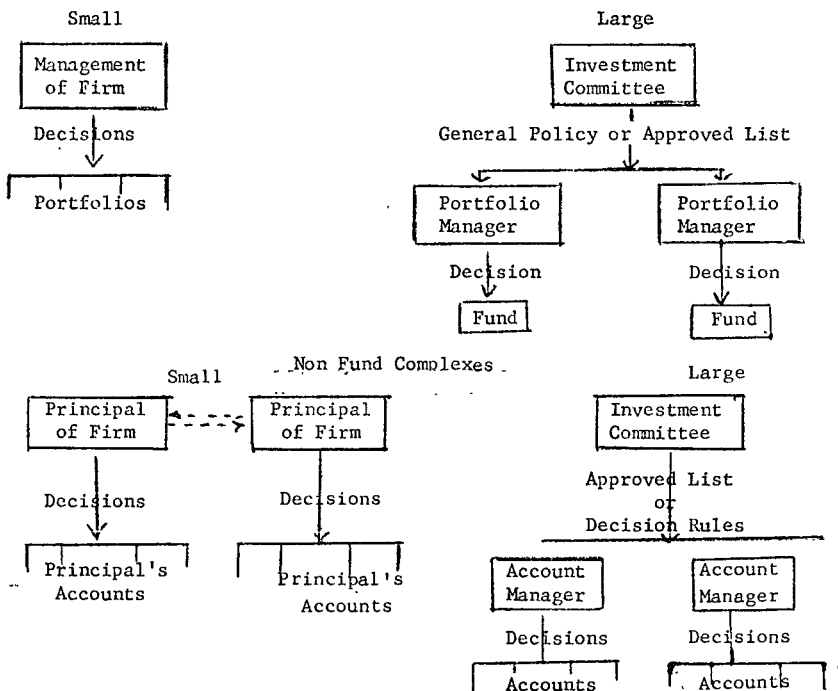 Small
Large
Management
of Firm
Investment
Committee
Decisions
General Policy or Approved List
Portfolios
Portfolio
Manager
Portfolio
Manager
Decision
Decision
Fund
Fund
Non Fund Complexes
Small
Large
Principal
of Firm
Principal
of Firm
Investment
Committee
Decisions
Decisions
Approved List
or
Decision Rules
Principal's
Accounts
Principal's
Accounts
Account
Manager
Account
Manager
Decisions
Decisions
Accounts
Accounts